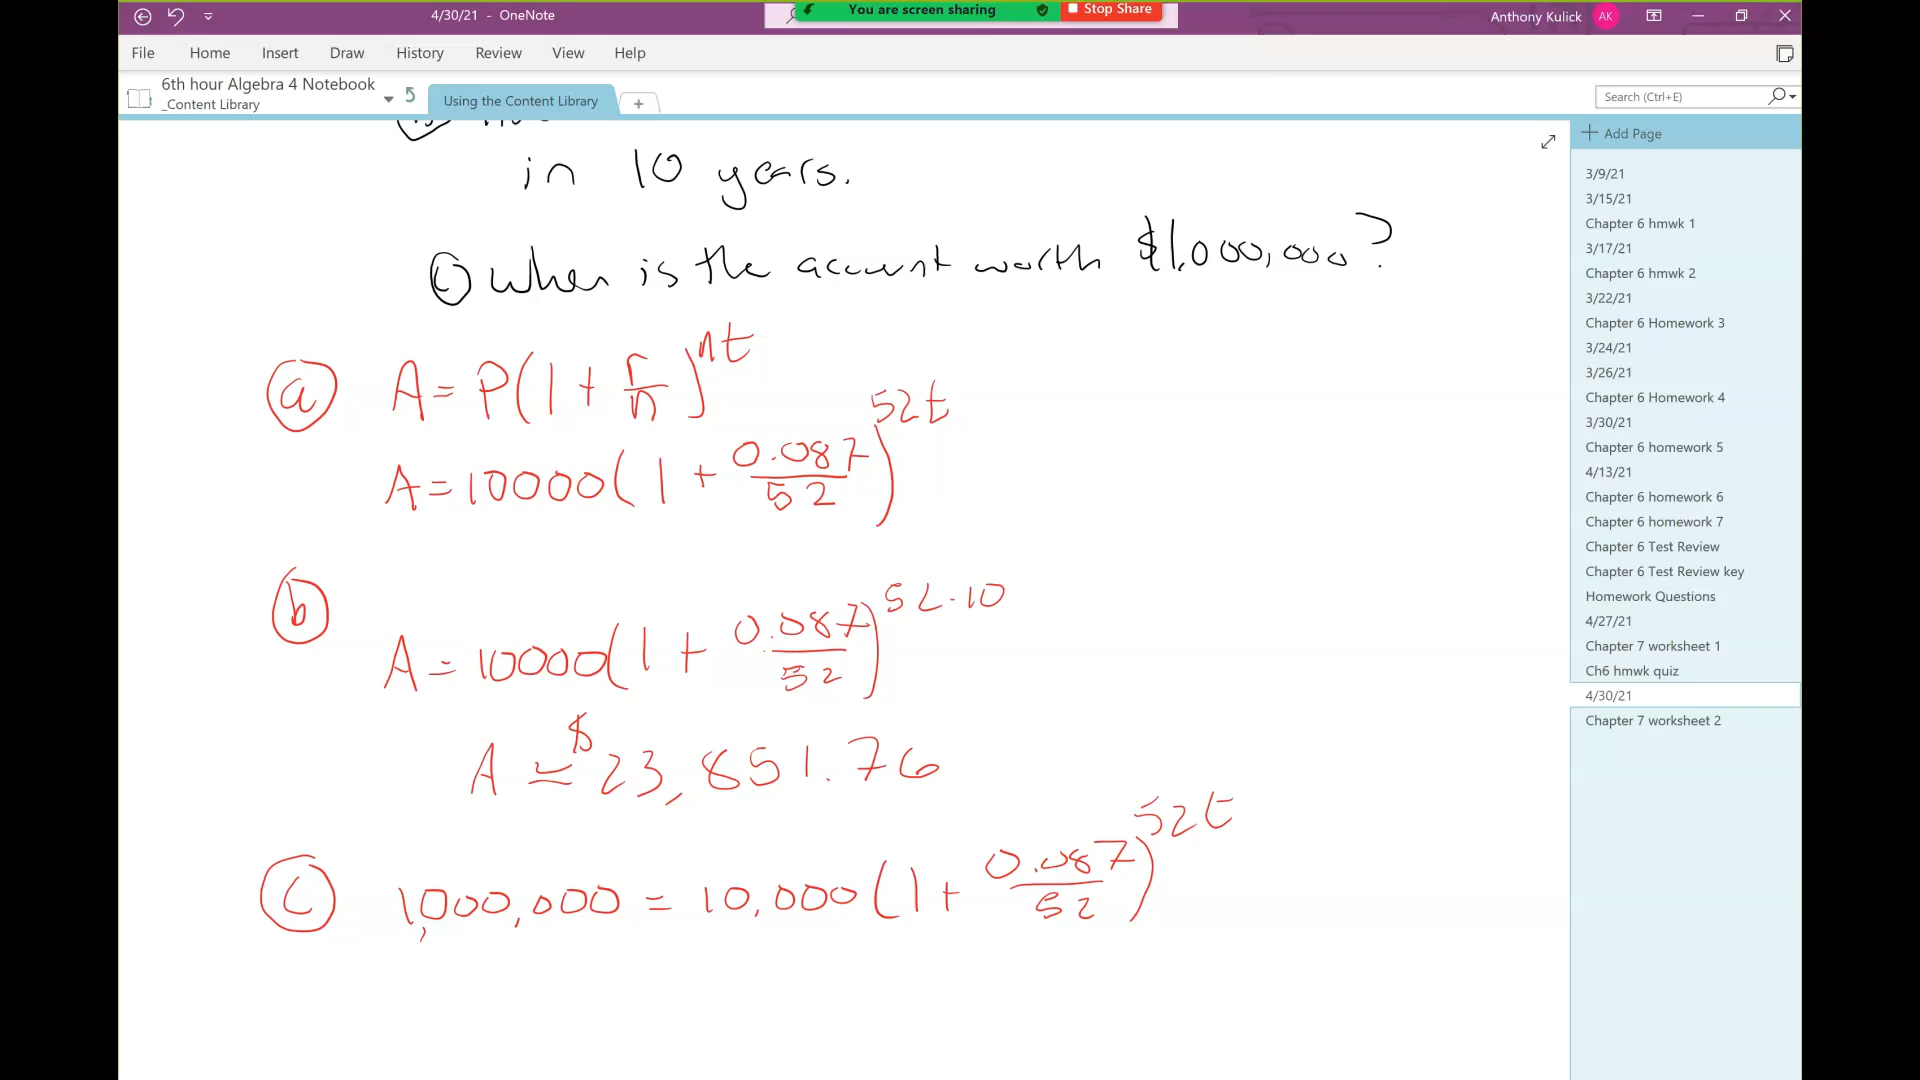 4/30/21 - OneNote
You are screen sharing
Stop Share
Anthony Kulick AK
File Home Insert Draw History Review View Help
6th hour Algebra 4 Notebook
_Content Library
Using the Content Library
Search (Ctrl+E)
in 10 years.
(c) When is the account worth $1,000,000?
(a) A = P(1 + r/n)^nt
A = 10000(1 + 0.087/52)^52t
(b)
A = 10000(1 + 0.087/52)^52·10
A ≃ $23,851.76
(c) 1,000,000 = 10,000(1 + 0.087/52)^52t
Add Page
3/9/21
3/15/21
Chapter 6 hmwk 1
3/17/21
Chapter 6 hmwk 2
3/22/21
Chapter 6 Homework 3
3/24/21
3/26/21
Chapter 6 Homework 4
3/30/21
Chapter 6 homework 5
4/13/21
Chapter 6 homework 6
Chapter 6 homework 7
Chapter 6 Test Review
Chapter 6 Test Review key
Homework Questions
4/27/21
Chapter 7 worksheet 1
Ch6 hmwk quiz
4/30/21
Chapter 7 worksheet 2